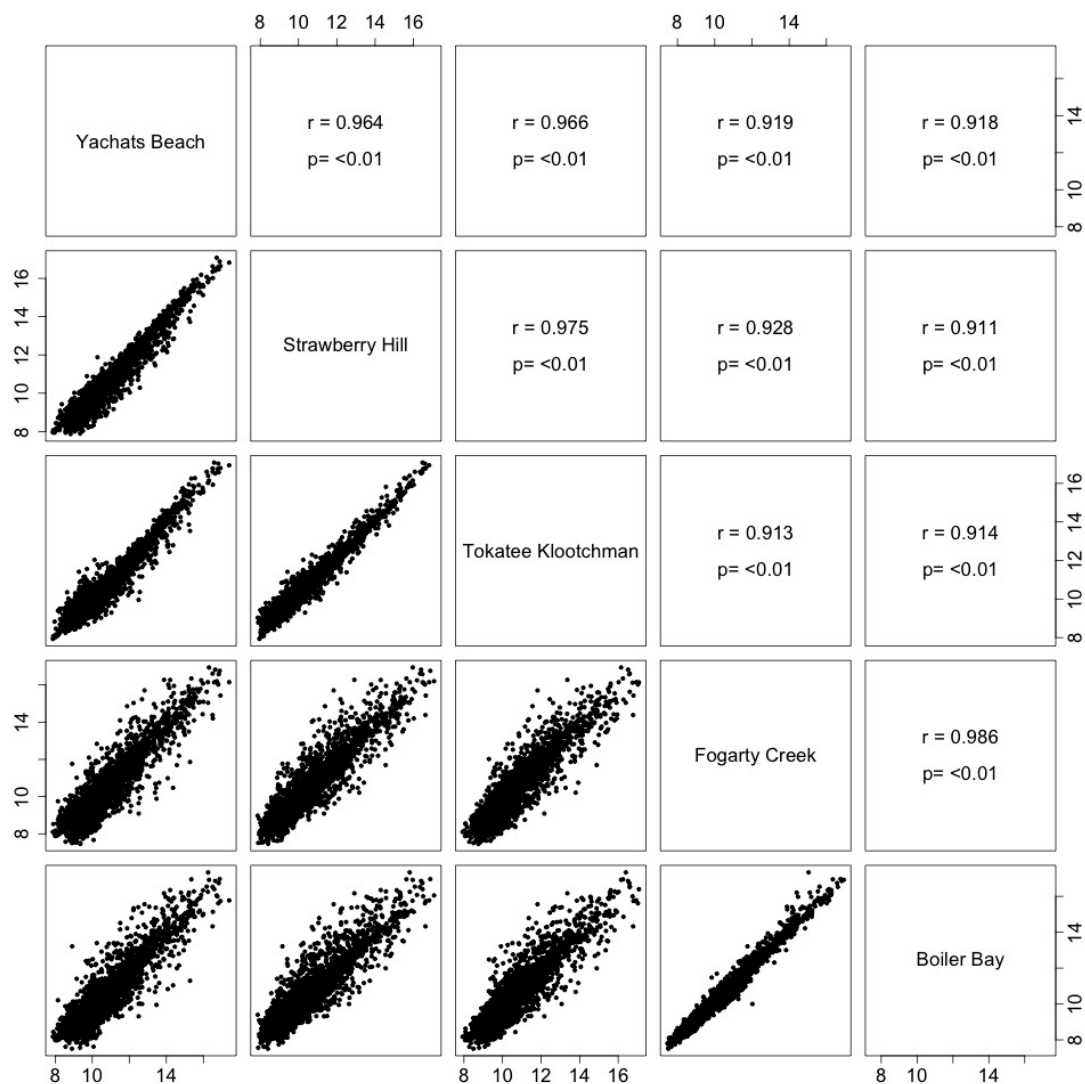 8 10 12 14 16 8 10 14
Yachats Beach
r = 0.964
p= <0.01
r = 0.966
p= <0.01
r = 0.919
p= <0.01
r = 0.918
p= <0.01
8 10 14
8 10 12 14 16
Strawberry Hill
r = 0.975
p= <0.01
r = 0.928
p= <0.01
r = 0.911
p= <0.01
Tokatee Klootchman
r = 0.913
p= <0.01
r = 0.914
p= <0.01
8 10 12 14 16
8 10 14
Fogarty Creek
r = 0.986
p= <0.01
Boiler Bay
8 10 14
8 10 14 8 10 12 14 16 8 10 14